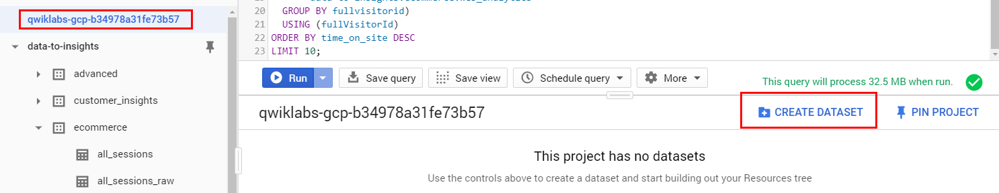 qwiklabs-gcp-b34978a31fe73b57
data-to-insights
advanced
customer_insights
ecommerce
all_sessions
all_sessions_raw
20 GROUP BY fullvisitorid)
21 USING (fullVisitorId)
22 ORDER BY time_on_site DESC
23 LIMIT 10;
Run Save query Save view Schedule query More This query will process 32.5 MB when run.
qwiklabs-gcp-b34978a31fe73b57 CREATE DATASET PIN PROJECT
This project has no datasets
Use the controls above to create a dataset and start building out your Resources tree